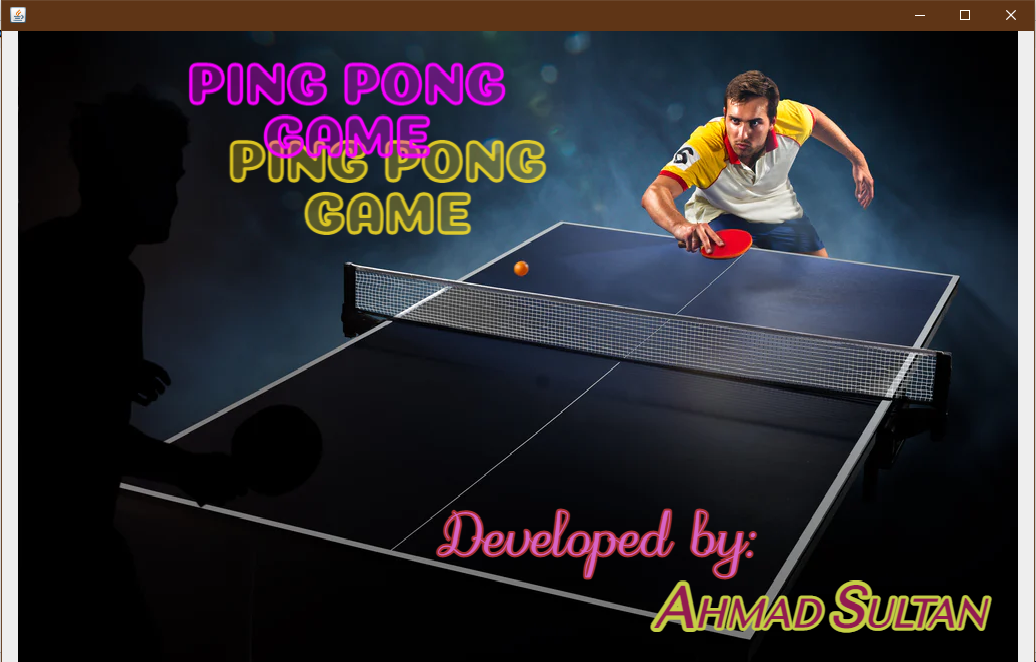 PING PONG
GAME
PING PONG
GAME
Developed by:
AHMAD SULTAN